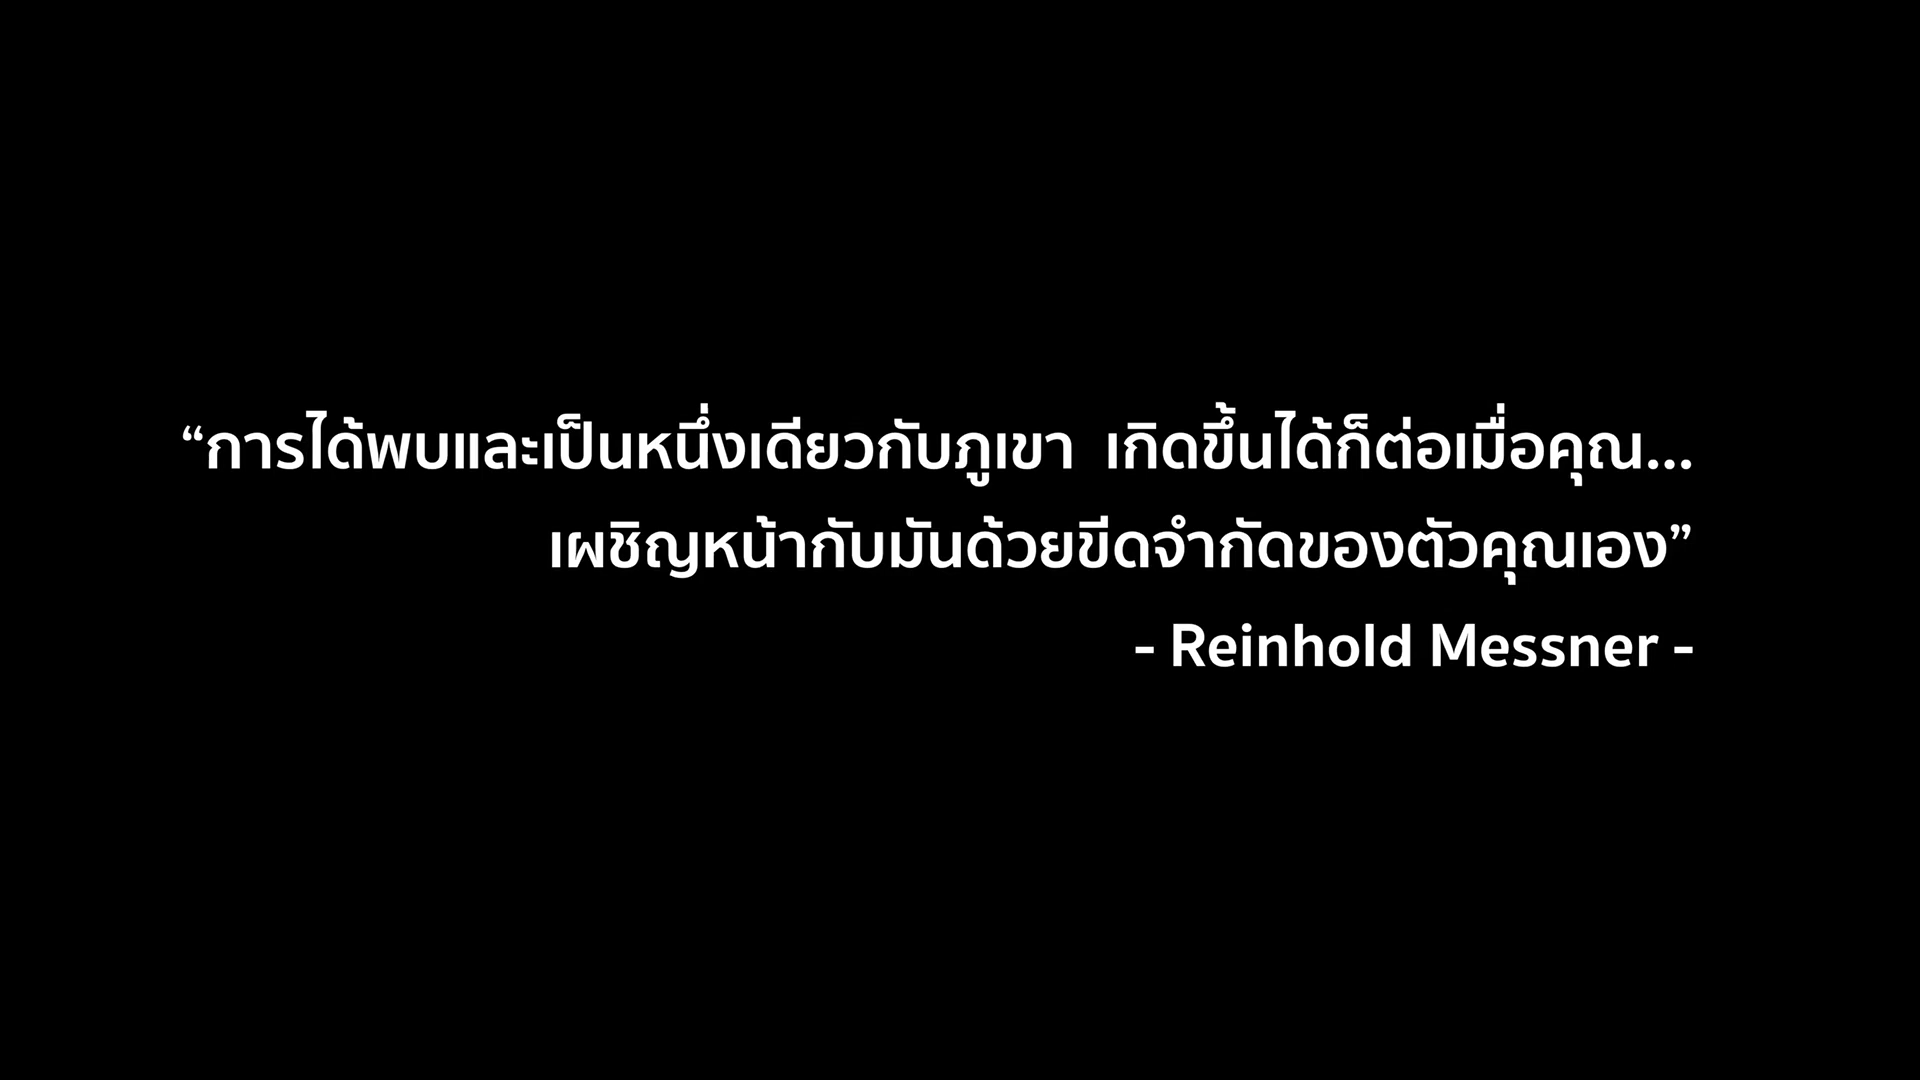 “การได้พบและเป็นหนึ่งเดียวกับภูเขา เกิดขึ้นได้ก็ต่อเมื่อคุณ...
เผชิญหน้ากับมันด้วยขีดจำกัดของตัวคุณเอง”
- Reinhold Messner -